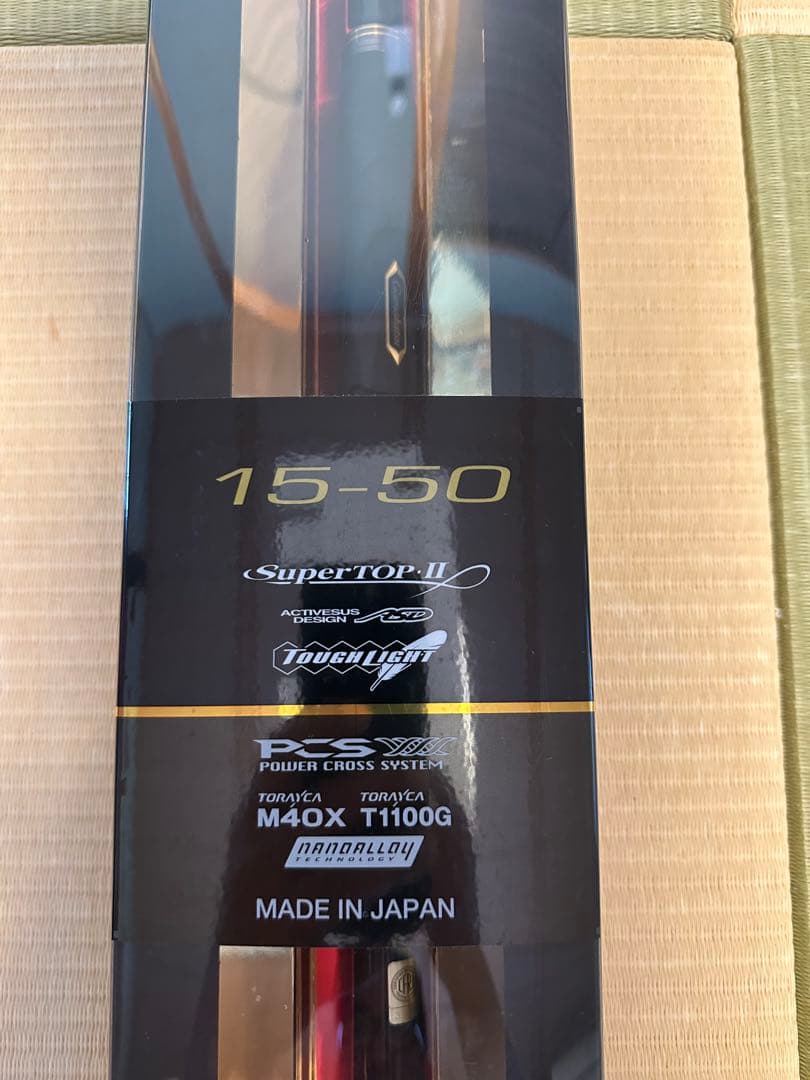 15-50
SuperTOP·II
ACTIVESUS
DESIGN ASD
TOUGHLIGHT
PCS
POWER CROSS SYSTEM
TORAYCA TORAYCA
M40X T1100G
NANOALLOY
TECHNOLOGY
MADE IN JAPAN